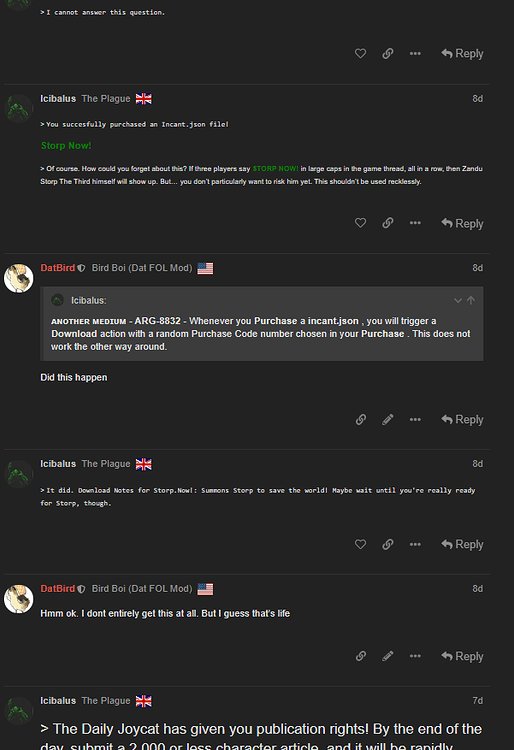 > I cannot answer this question.
Reply
Icibalus The Plague 8d
> You succesfully purchased an Incant.json file!
Storp Now!
> Of course. How could you forget about this? If three players say STORP NOW! in large caps in the game thread, all in a row, then Zandu
Storp The Third himself will show up. But... you don't particularly want to risk him yet. This shouldn't be used recklessly.
Reply
DatBird Bird Boi (Dat FOL Mod) 8d
Icibalus:
ANOTHER MEDIUM - ARG-8832 - Whenever you Purchase a incant.json , you will trigger a
Download action with a random Purchase Code number chosen in your Purchase . This does not
work the other way around.
Did this happen
Reply
Icibalus The Plague 8d
> It did. Download Notes for Storp.Now!: Summons Storp to save the world! Maybe wait until you're really ready
for Storp, though.
Reply
DatBird Bird Boi (Dat FOL Mod) 8d
Hmm ok. I dont entirely get this at all. But I guess that's life
Reply
Icibalus The Plague 7d
> The Daily Joycat has given you publication rights! By the end of the
day, submit a 2,000 or less character article, and it will be rapidly